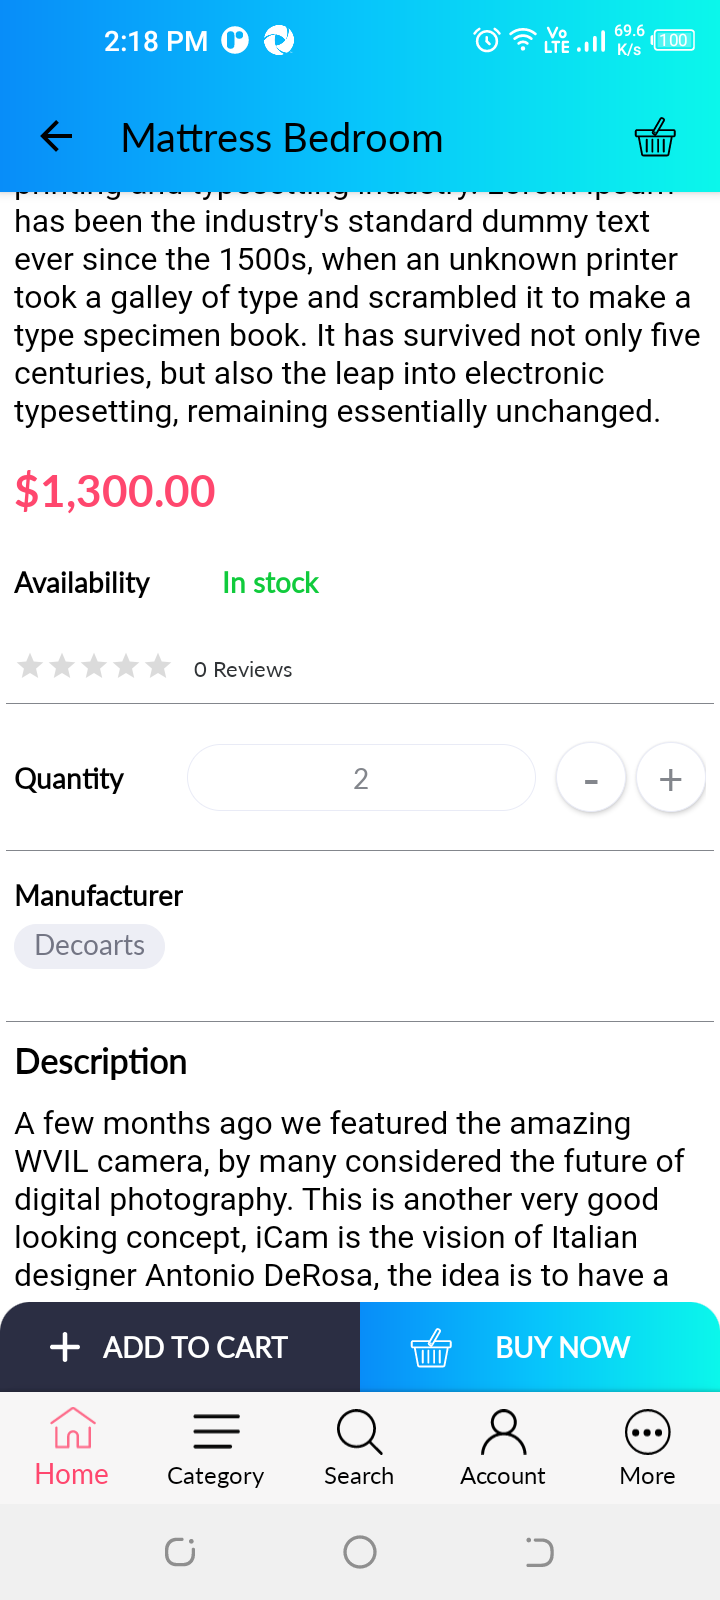 2:18 PM
Vo
LTE
69.6
K/s
100
Mattress Bedroom
printing and typesetting industry. Lorem Ipsum
has been the industry's standard dummy text
ever since the 1500s, when an unknown printer
took a galley of type and scrambled it to make a
type specimen book. It has survived not only five
centuries, but also the leap into electronic
typesetting, remaining essentially unchanged.
$1,300.00
Availability In stock
0 Reviews
Quantity 2 - +
Manufacturer
Decoarts
Description
A few months ago we featured the amazing
WVIL camera, by many considered the future of
digital photography. This is another very good
looking concept, iCam is the vision of Italian
designer Antonio DeRosa, the idea is to have a
+ ADD TO CART BUY NOW
Home Category Search Account More